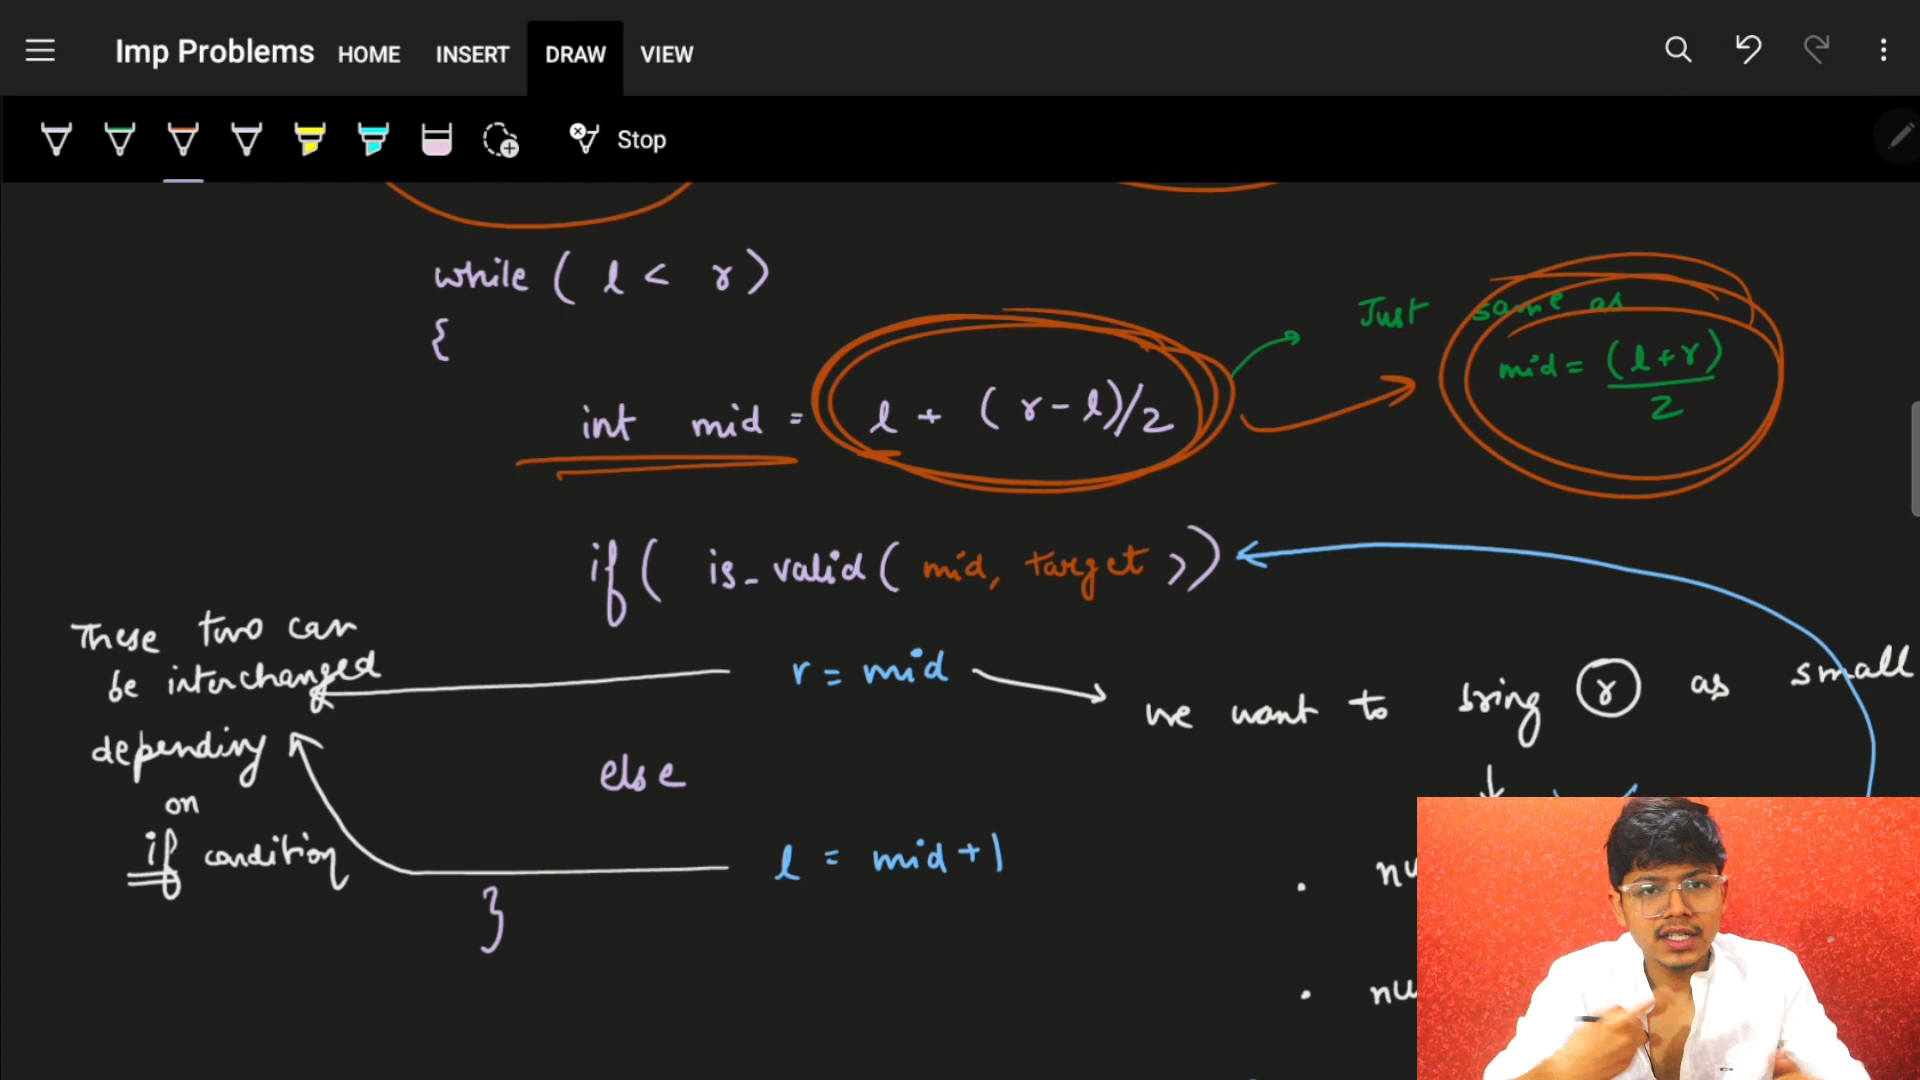 Imp Problems HOME INSERT DRAW VIEW
Stop
while ( l < r )
{
Just same as
mid = (l+r)
2
int mid = l + ( r - l)/2
if ( is_valid ( mid, target ))
These two can
be interchanged
depending
on
if condition
r = mid
we want to bring r as small
else
l = mid + 1
}